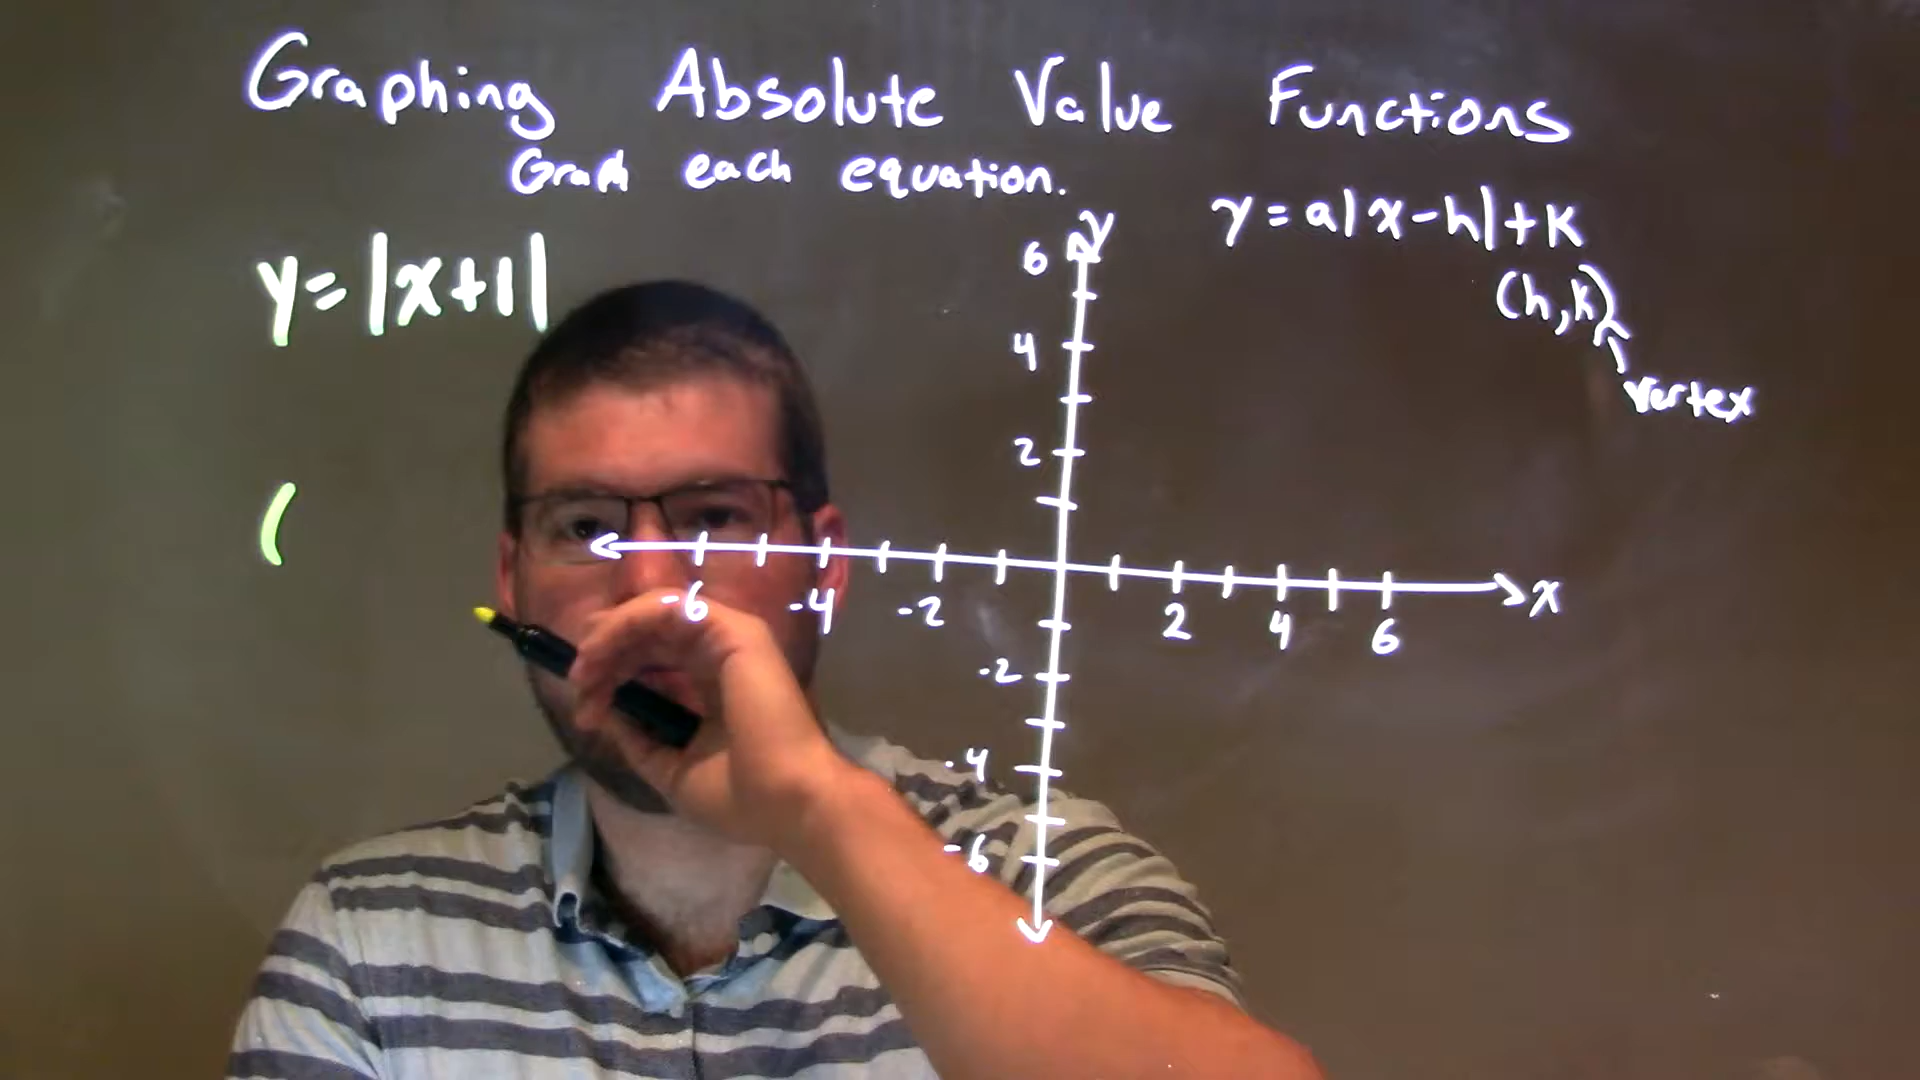 Graphing Absolute Value Functions
Graph each equation.
y = |x+1|
y = a|x-h|+k
(h,k)
vertex
(
y
6
4
2
-2
-4
-6
-6 -4 -2 2 4 6 x